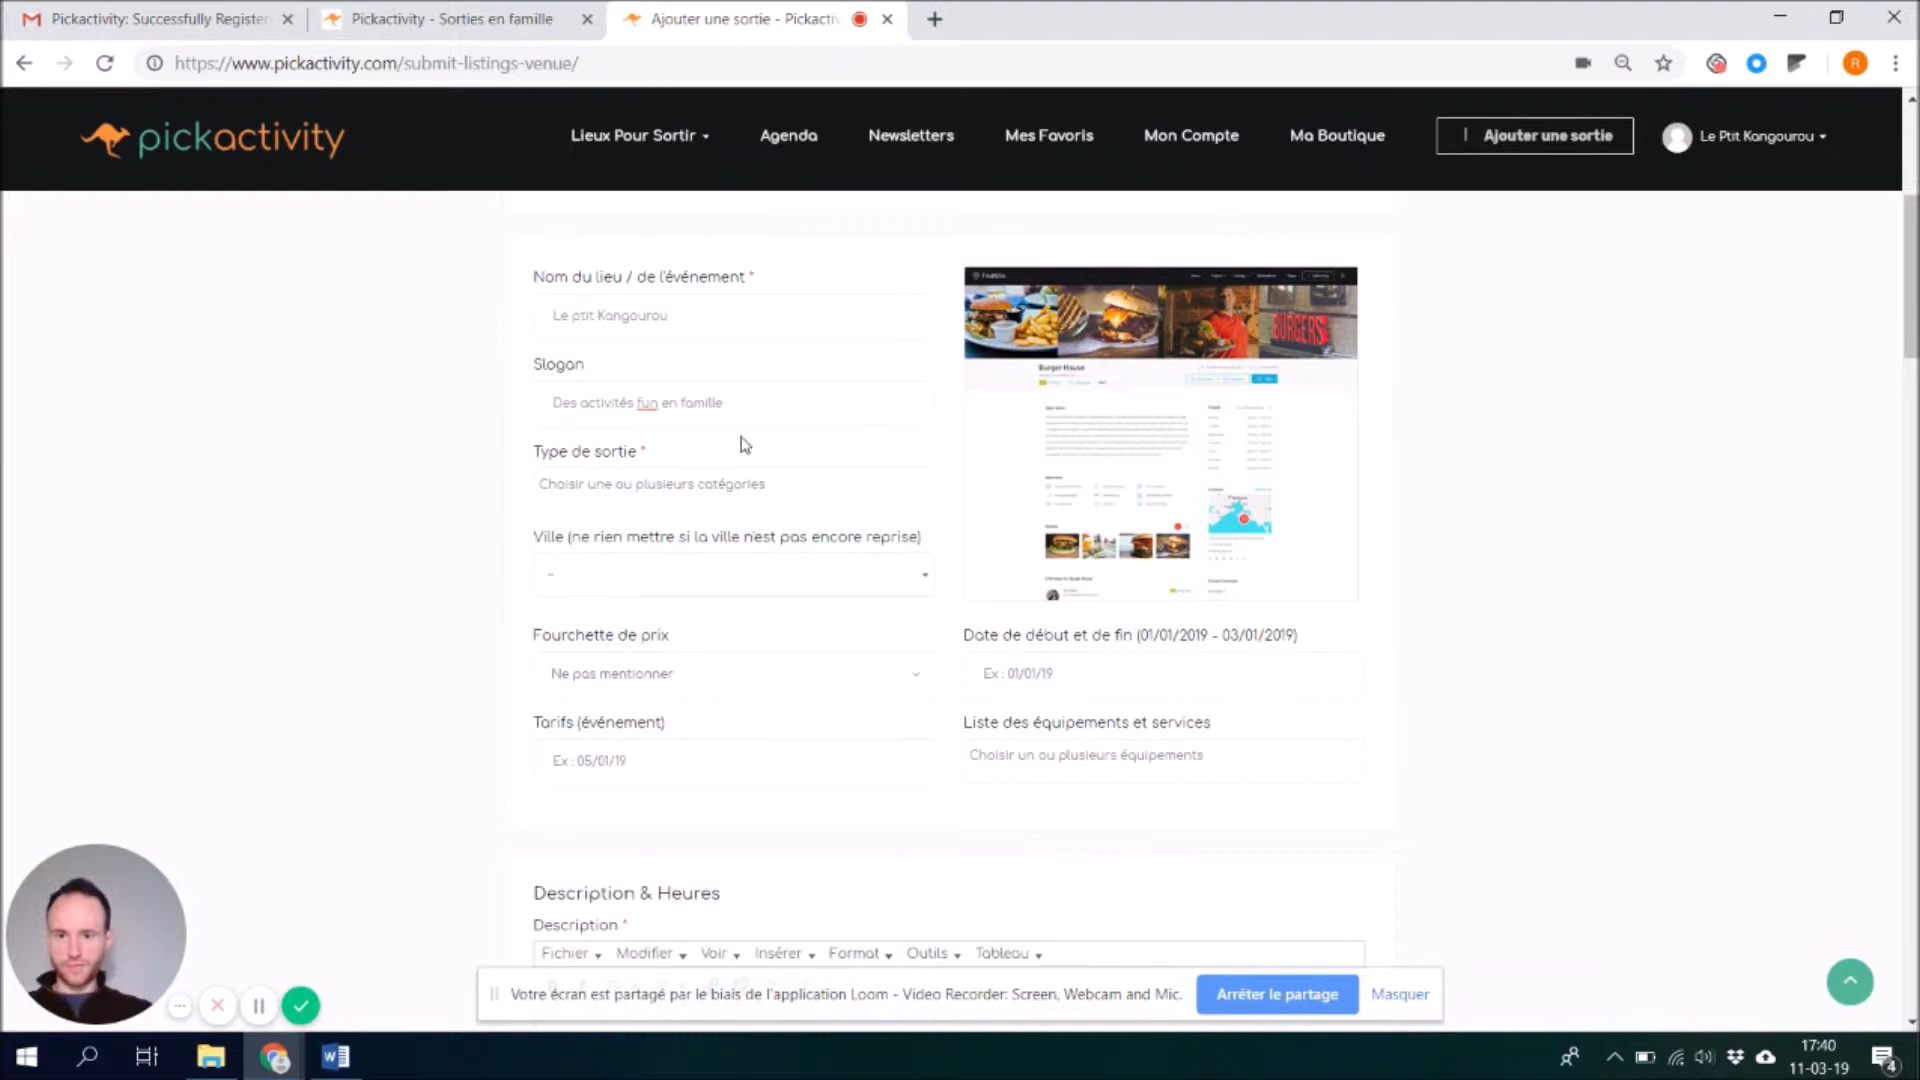 Pickactivity: Successfully Register
Pickactivity - Sorties en famille
Ajouter une sortie - Pickactivi
https://www.pickactivity.com/submit-listings-venue/
R
pickactivity
Lieux Pour Sortir
Agenda
Newsletters
Mes Favoris
Mon Compte
Ma Boutique
Ajouter une sortie
Le Ptit Kangourou
Nom du lieu / de l'événement *
Le ptit Kangourou
Slogan
Des activités fun en famille
Type de sortie *
Choisir une ou plusieurs catégories
Ville (ne rien mettre si la ville n'est pas encore reprise)
-
BURGERS
Burger House
Fourchette de prix
Ne pas mentionner
Date de début et de fin (01/01/2019 - 03/01/2019)
Ex : 01/01/19
Tarifs (événement)
Ex : 05/01/19
Liste des équipements et services
Choisir un ou plusieurs équipements
Description & Heures
Description *
Fichier Modifier Voir Insérer Format Outils Tableau
Votre écran est partagé par le biais de l'application Loom - Video Recorder: Screen, Webcam and Mic.
Arrêter le partage
Masquer
17:40
11-03-19
4